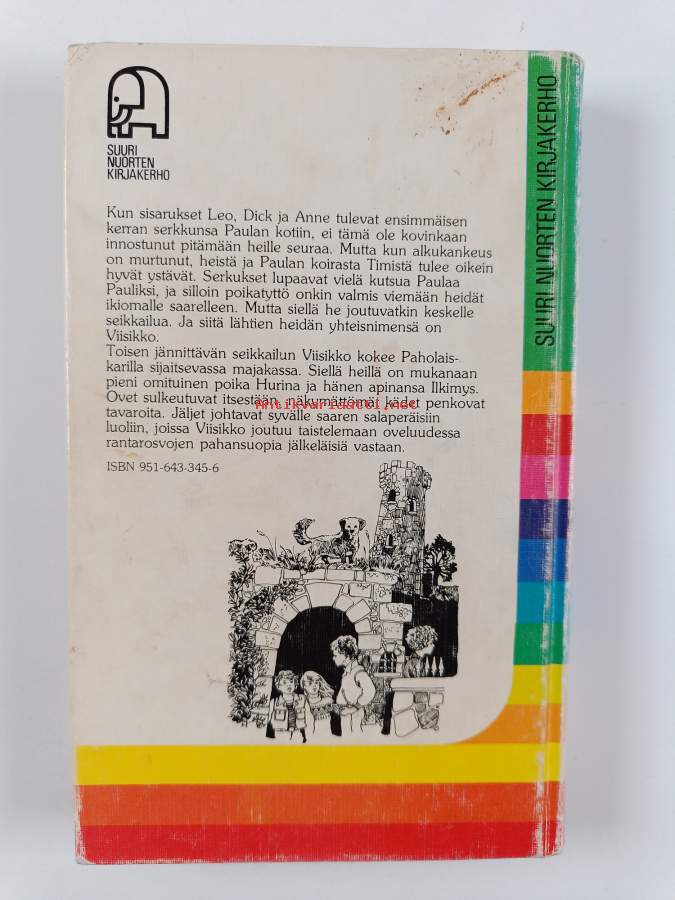 SUURI
NUORTEN
KIRJAKERHO
Kun sisarukset Leo, Dick ja Anne tulevat ensimmäisen
kerran serkkunsa Paulan kotiin, ei tämä ole kovinkaan
innostunut pitämään heille seuraa. Mutta kun alkukankeus
on murtunut, heistä ja Paulan koirasta Timistä tulee oikein
hyvät ystävät. Serkukset lupaavat vielä kutsua Paulaa
Pauliksi, ja silloin poikatyttö onkin valmis viemään heidät
ikiomalle saarelleen. Mutta siellä he joutuvatkin keskelle
seikkailua. Ja siitä lähtien heidän yhteisnimensä on
Viisikko.
Toisen jännittävän seikkailun Viisikko kokee Paholais-
karilla sijaitsevassa majakassa. Siellä heillä on mukanaan
pieni omituinen poika Hurina ja hänen apinansa Ilkimys.
Ovet sulkeutuvat itsestään, näkymättömät kädet penkovat
tavaroita. Jäljet johtavat syvälle saaren salaperäisiin
luoliin, joissa Viisikko joutuu taistelemaan oveluudessa
rantarosvojen pahansuopia jälkeläisiä vastaan.
ISBN 951-643-345-6
SUURI NUORTEN KIRJAKERHO
antikvariaatti.net